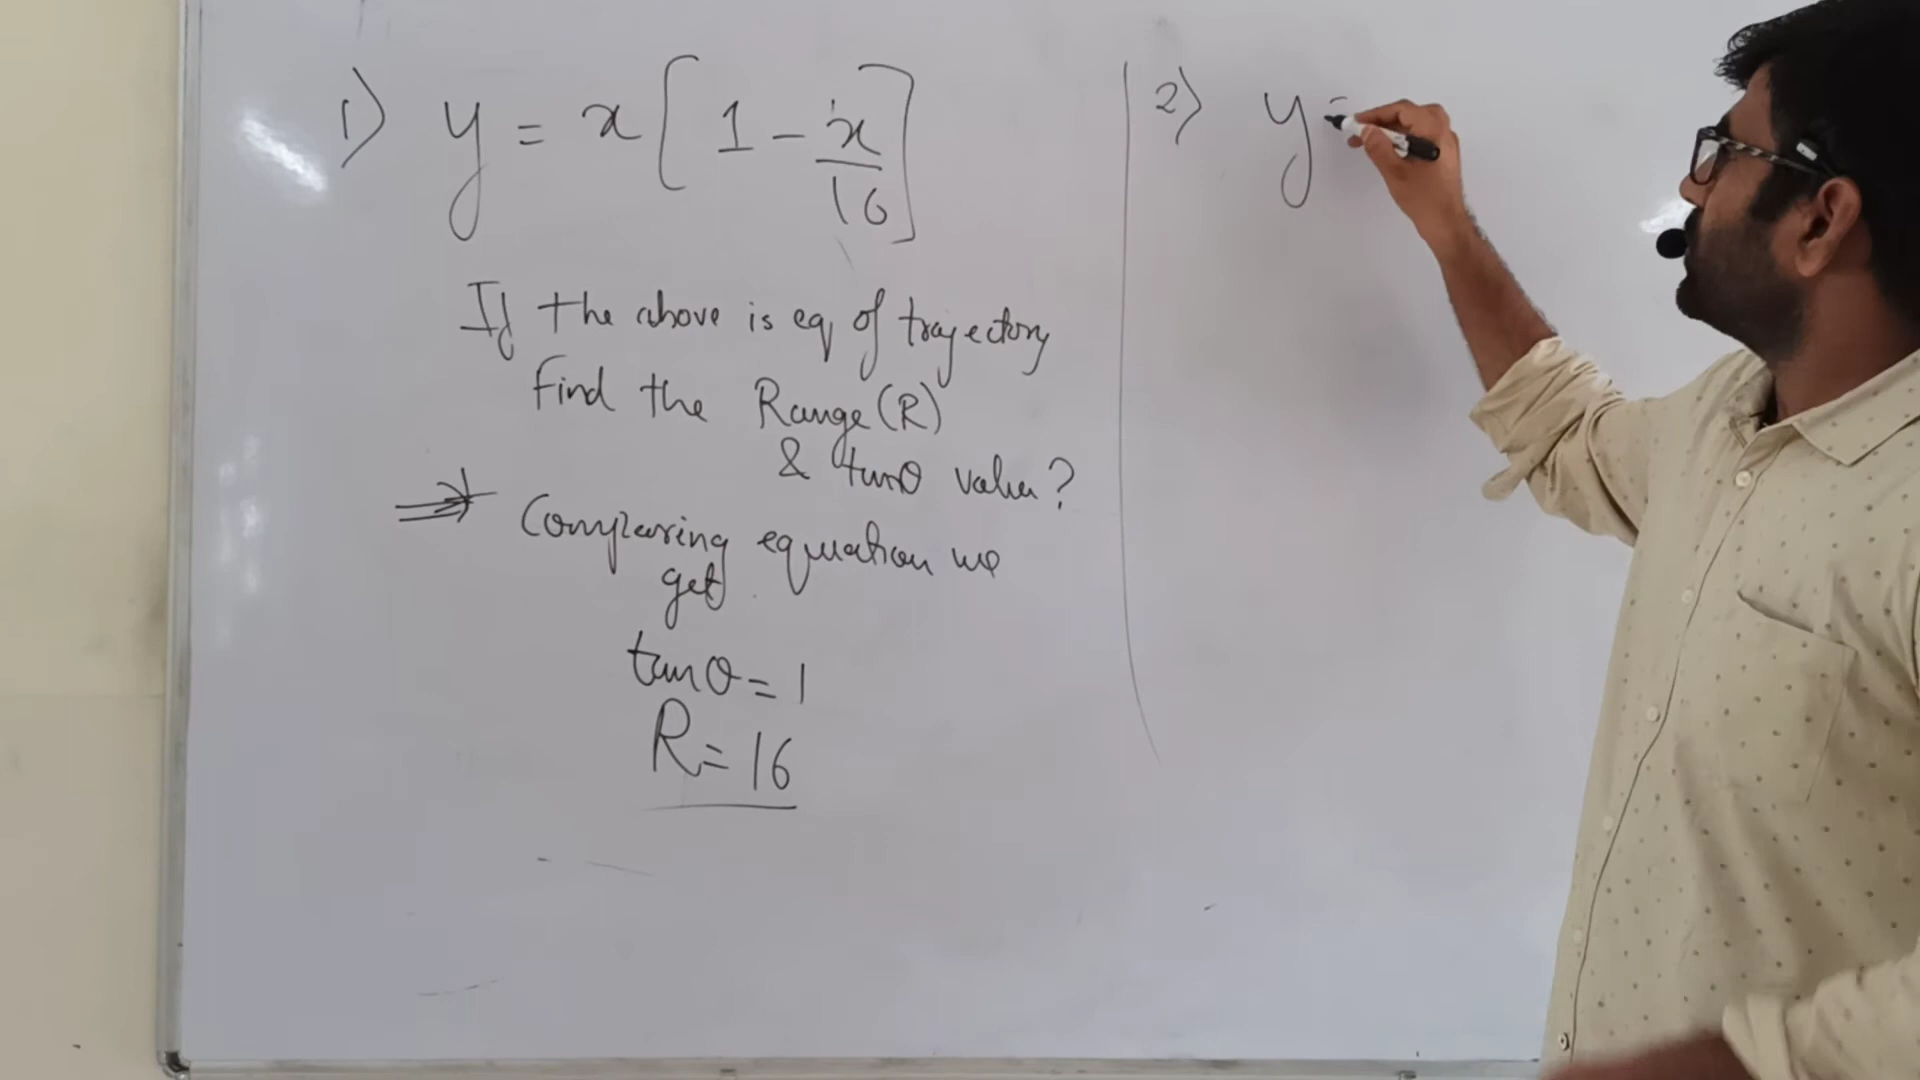 1) y = x [ 1 - x/16 ]
If the above is eq of trajectory
Find the Range (R)
& tanθ value?
⇒ Comparing equation we
get
tanθ = 1
R = 16
2) y =